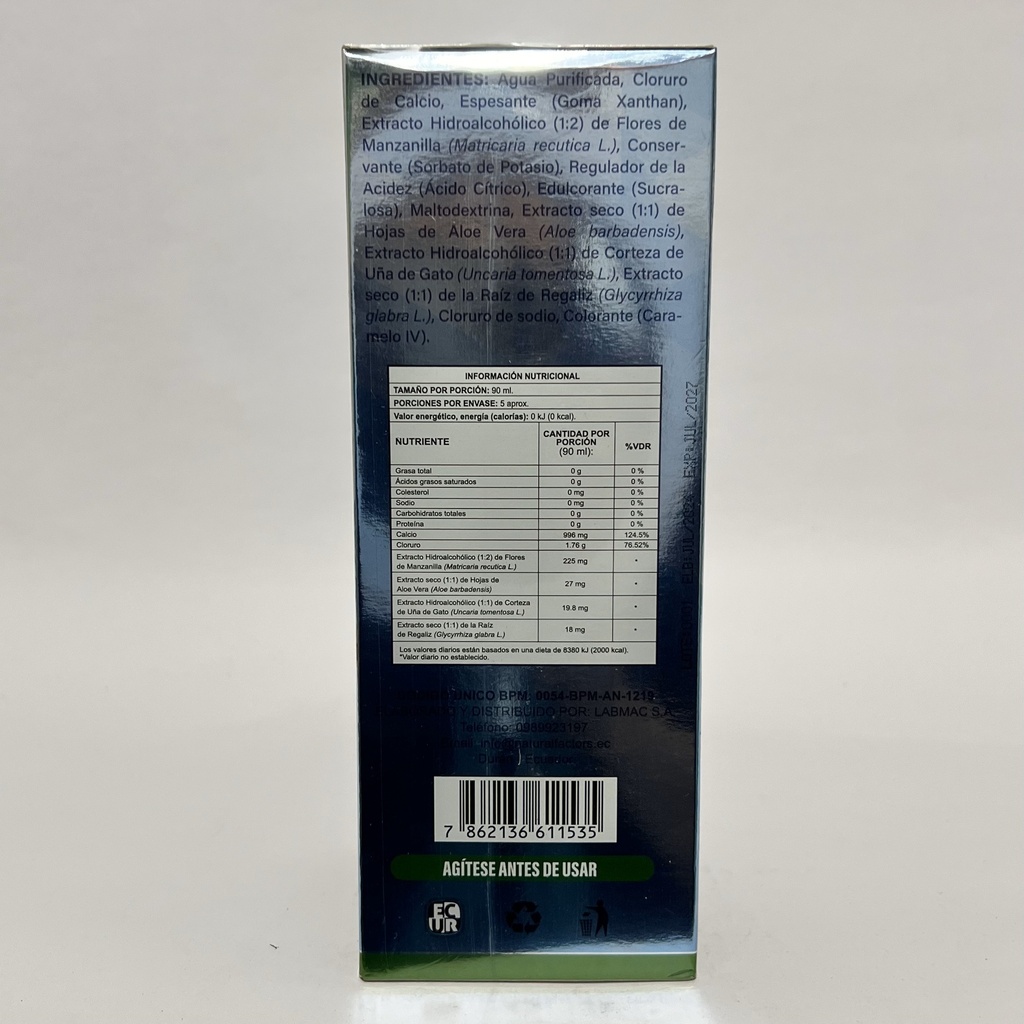 INGREDIENTES: Agua Purificada, Cloruro
de Calcio, Espesante (Goma Xanthan),
Extracto Hidroalcohólico (1:2) de Flores de
Manzanilla (Matricaria recutica L.), Conser-
vante (Sorbato de Potasio), Regulador de la
Acidez (Ácido Cítrico), Edulcorante (Sucra-
losa), Maltodextrina, Extracto seco (1:1) de
Hojas de Aloe Vera (Aloe barbadensis),
Extracto Hidroalcohólico (1:1) de Corteza de
Uña de Gato (Uncaria tomentosa L.), Extracto
seco (1:1) de la Raíz de Regaliz (Glycyrrhiza
glabra L.), Cloruro de sodio, Colorante (Cara-
melo IV).
INFORMACIÓN NUTRICIONAL
TAMAÑO POR PORCIÓN: 90 ml.
PORCIONES POR ENVASE: 5 aprox.
Valor energético, energía (calorías): 0 kJ (0 kcal).
NUTRIENTE CANTIDAD POR PORCIÓN (90 ml): %VDR
Grasa total 0 g 0 %
Ácidos grasos saturados 0 g 0 %
Colesterol 0 mg 0 %
Sodio 0 mg 0 %
Carbohidratos totales 0 g 0 %
Proteína 0 g 0 %
Calcio 996 mg 124.5%
Cloruro 1.76 g 76.52%
Extracto Hidroalcohólico (1:2) de Flores
de Manzanilla (Matricaria recutica L.) 225 mg *
Extracto seco (1:1) de Hojas de
Aloe Vera (Aloe barbadensis) 27 mg *
Extracto Hidroalcohólico (1:1) de Corteza
de Uña de Gato (Uncaria tomentosa L.) 19.8 mg *
Extracto seco (1:1) de la Raíz
de Regaliz (Glycyrrhiza glabra L.) 18 mg *
Los valores diarios están basados en una dieta de 8380 kJ (2000 kcal).
*Valor diario no establecido.
ÚNICO BPM: 0054-BPM-AN-1219
Y DISTRIBUIDO POR: LABMAC S.A.
Teléfono: 0989923197
Ecuador
7 862136 611535
AGÍTESE ANTES DE USAR
ECUR
EXP: JUL/2027